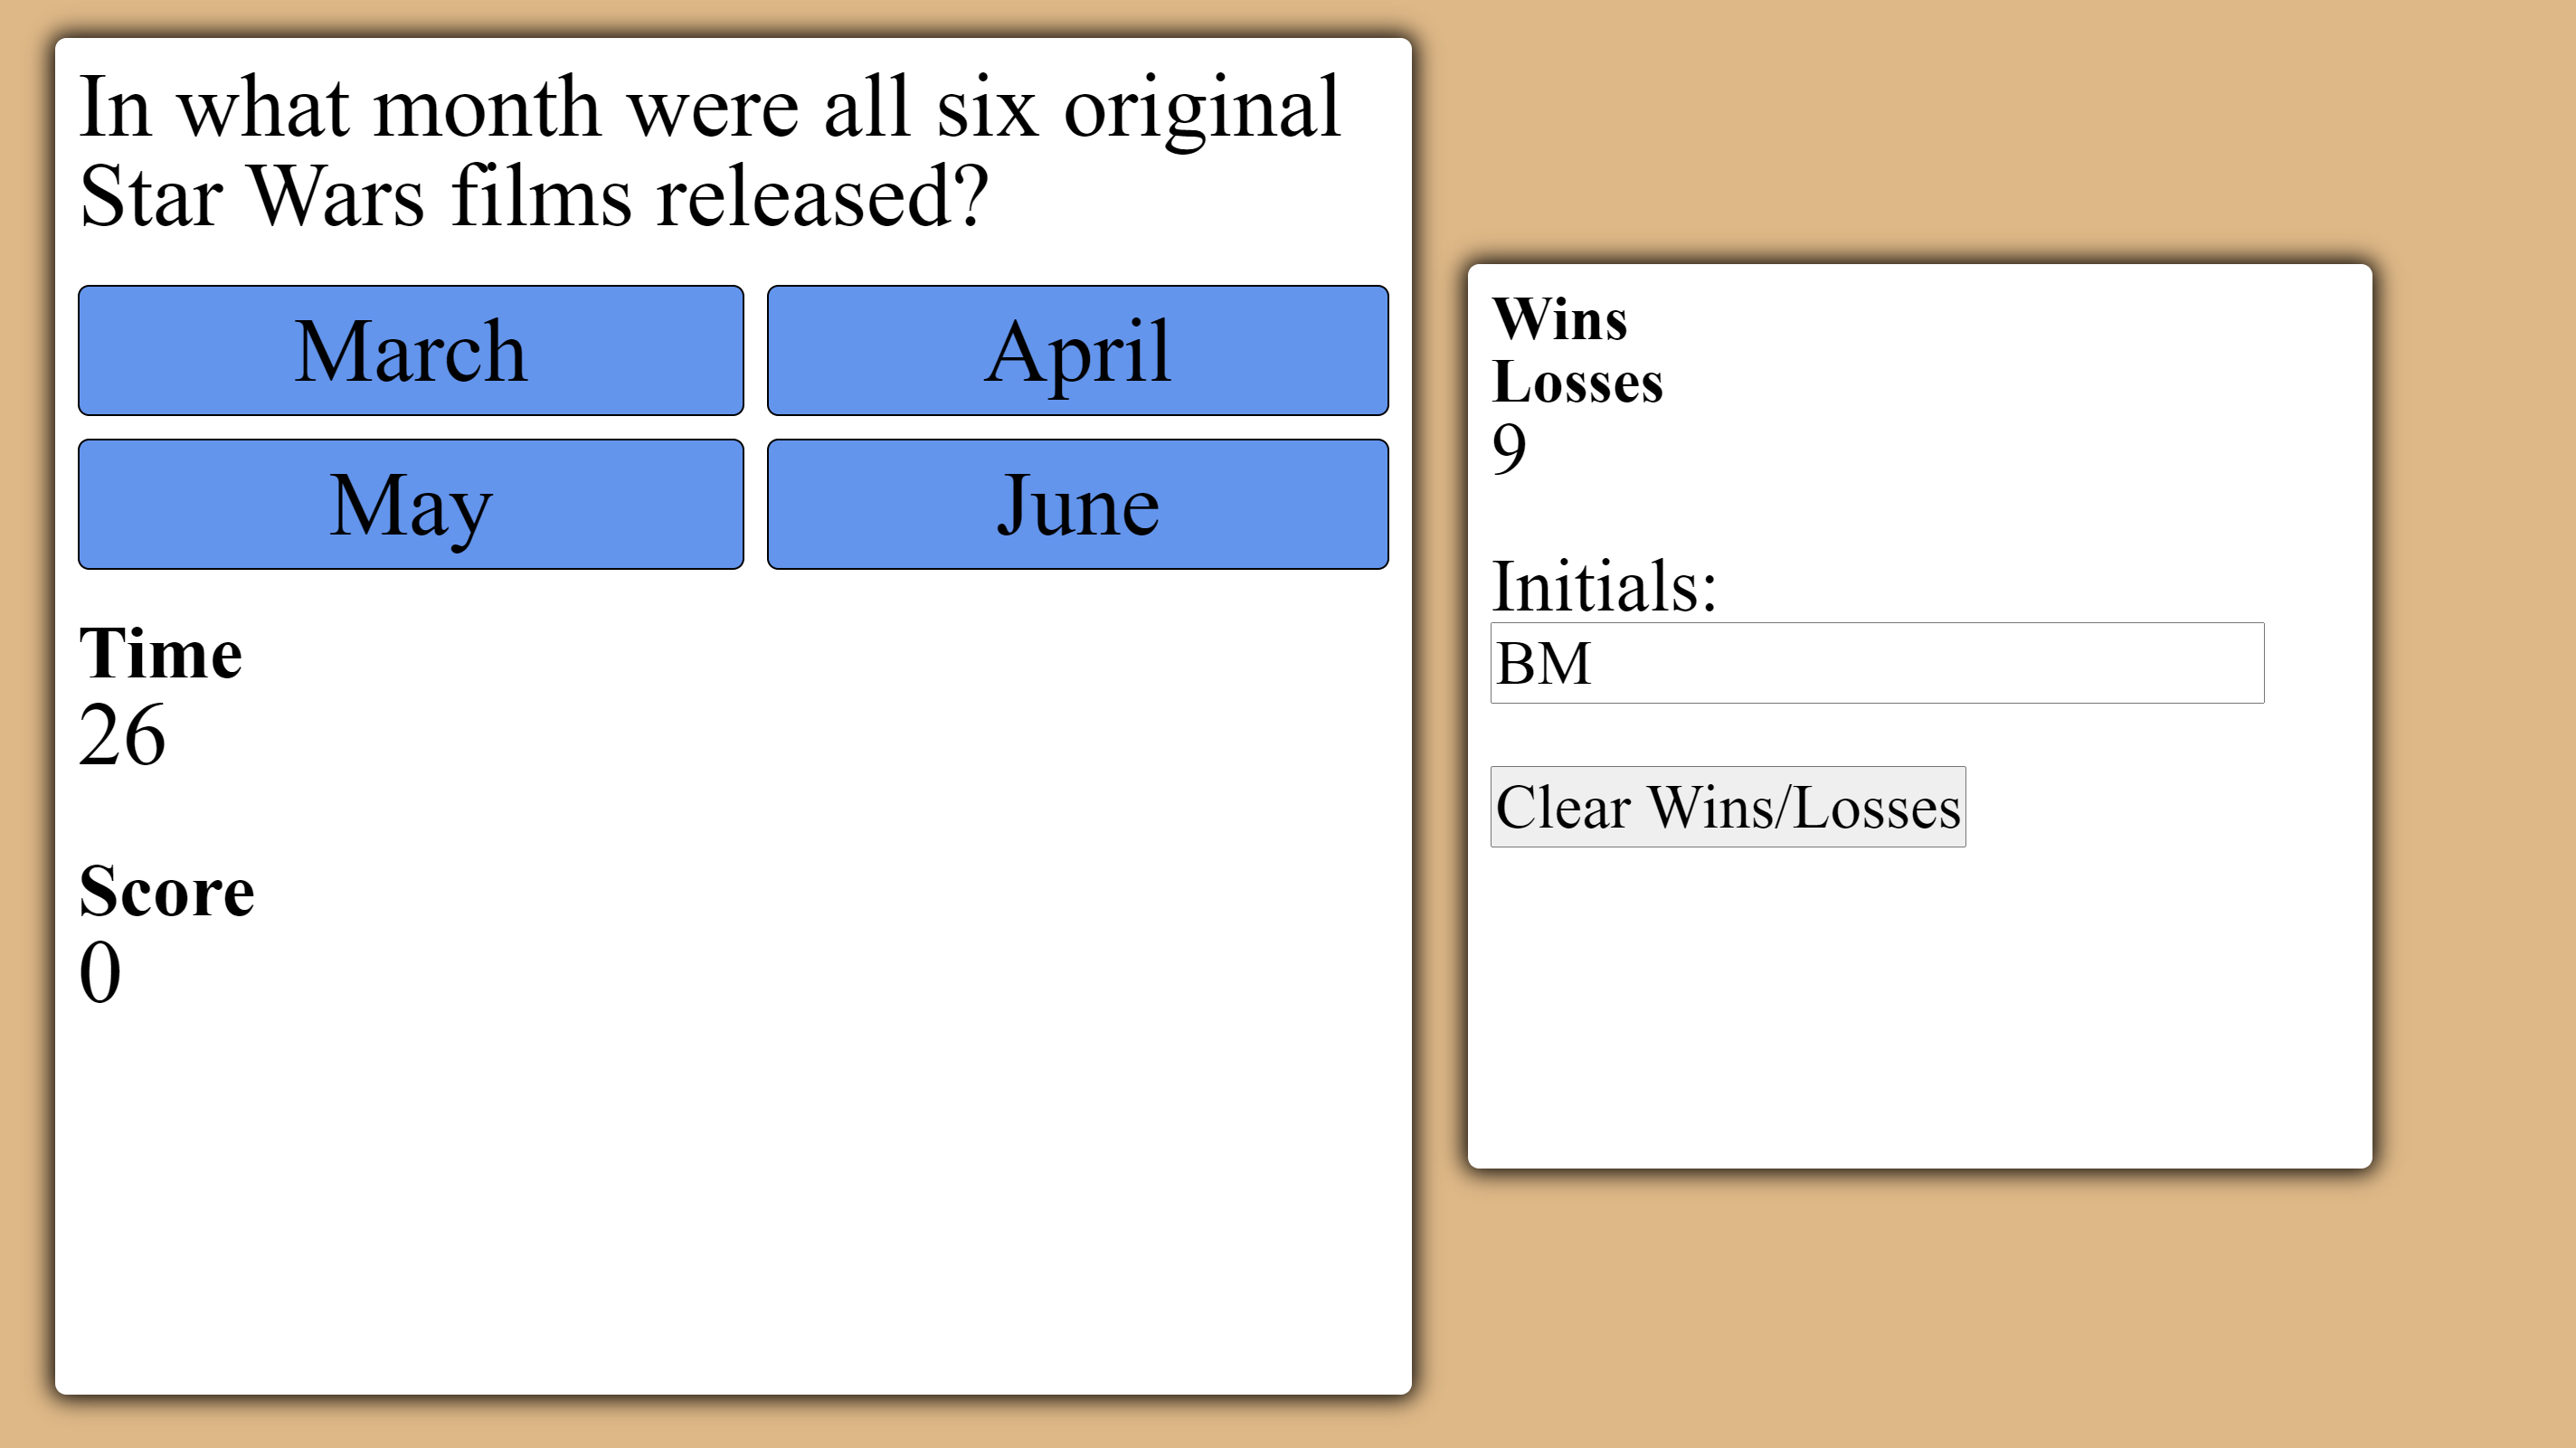 In what month were all six original
Star Wars films released?
March
April
May
June
Time
26
Score
0
Wins
Losses
9
Initials:
BM
Clear Wins/Losses